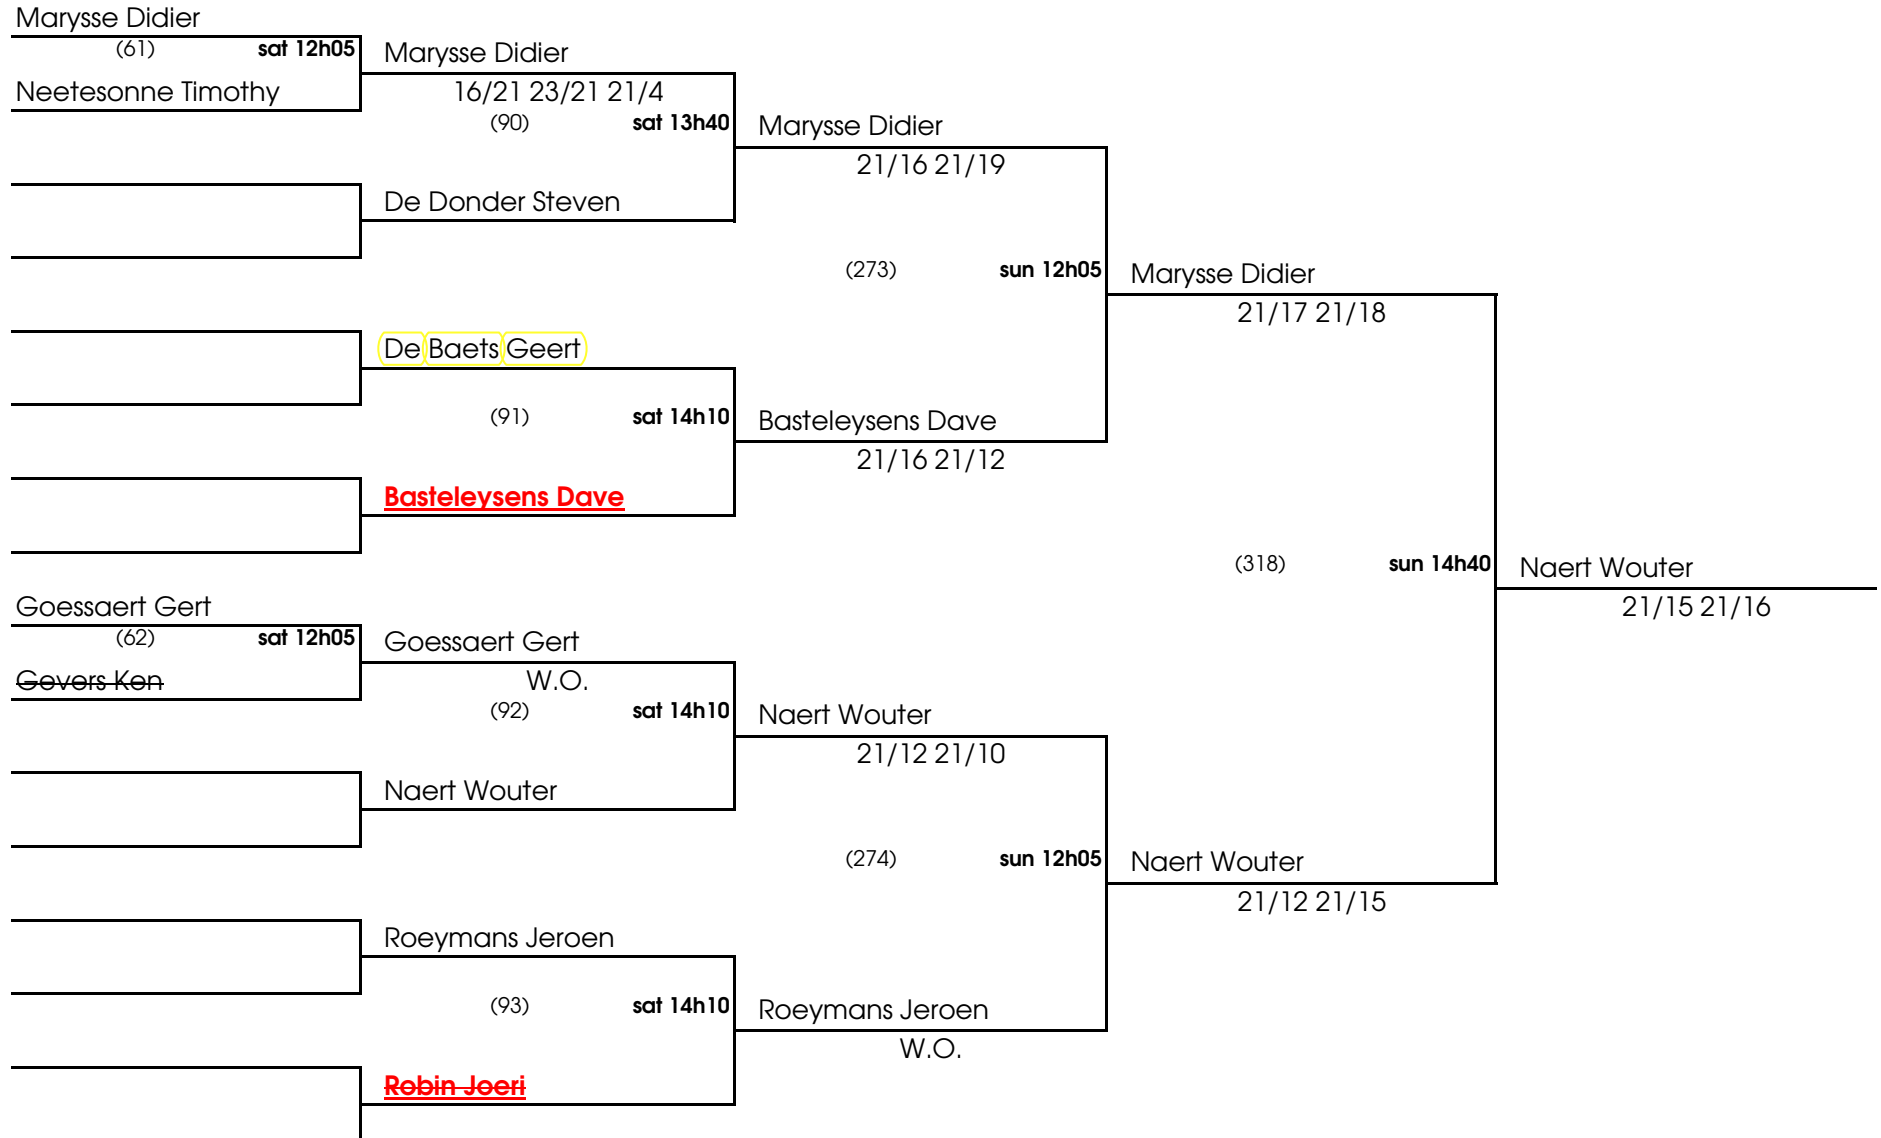 Marysse Didier
(61) sat 12h05
Marysse Didier
Neetesonne Timothy
16/21 23/21 21/4
(90) sat 13h40
Marysse Didier
21/16 21/19
De Donder Steven
(273) sun 12h05
Marysse Didier
21/17 21/18
De Baets Geert
(91) sat 14h10
Basteleysens Dave
21/16 21/12
Basteleysens Dave
(318) sun 14h40
Naert Wouter
21/15 21/16
Goessaert Gert
(62) sat 12h05
Goessaert Gert
Gevers Ken
W.O.
(92) sat 14h10
Naert Wouter
21/12 21/10
Naert Wouter
(274) sun 12h05
Naert Wouter
21/12 21/15
Roeymans Jeroen
(93) sat 14h10
Roeymans Jeroen
W.O.
Robin Joeri